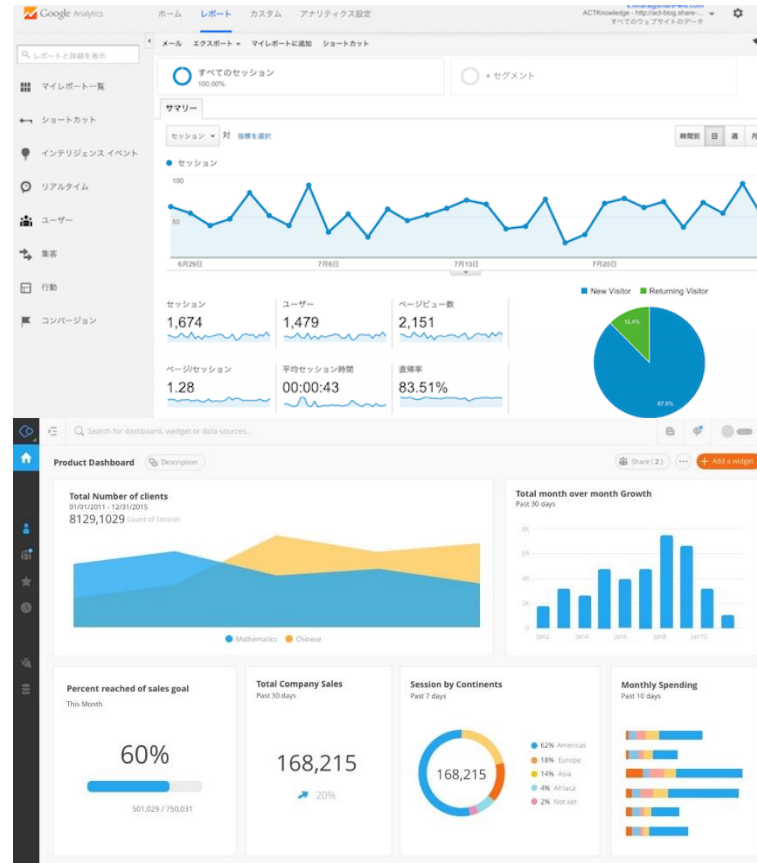 Google Analytics
ホーム レポート カスタム アナリティクス設定
ACTKnowledge - http://act-blog.share-...
すべてのウェブサイトのデータ
メール エクスポート マイレポートに追加 ショートカット
レポートと詳細を表示
マイレポート一覧
ショートカット
インテリジェンス イベント
リアルタイム
ユーザー
集客
行動
コンバージョン
すべてのセッション
100.00%
+ セグメント
サマリー
セッション 対 指標を選択
時間別 日 週 月
セッション
100
50
6月29日 7月6日 7月13日 7月20日
New Visitor Returning Visitor
セッション ユーザー ページビュー数
1,674 1,479 2,151
12.4%
87.6%
ページ/セッション 平均セッション時間 直帰率
1.28 00:00:43 83.51%
Search for dashboard, wedget or data sources...
Product Dashboard Description
Share ( 2 ) Add a widget
Total Number of clients
01/01/2011 - 12/31/2015
8129,1029 Count of Session
Mathematics Chinese
Total month over month Growth
Past 30 days
6K
2K
0
Jan2 Jan4 Jan6 Jan8 Jan10
Percent reached of sales goal
This Month
60%
501,029 / 750,031
Total Company Sales
Past 30 days
168,215
20%
Session by Continents
Past 7 days
168,215
62% Americas
18% Europe
14% Asia
4% Afriaca
2% Not set
Monthly Spending
Past 10 days